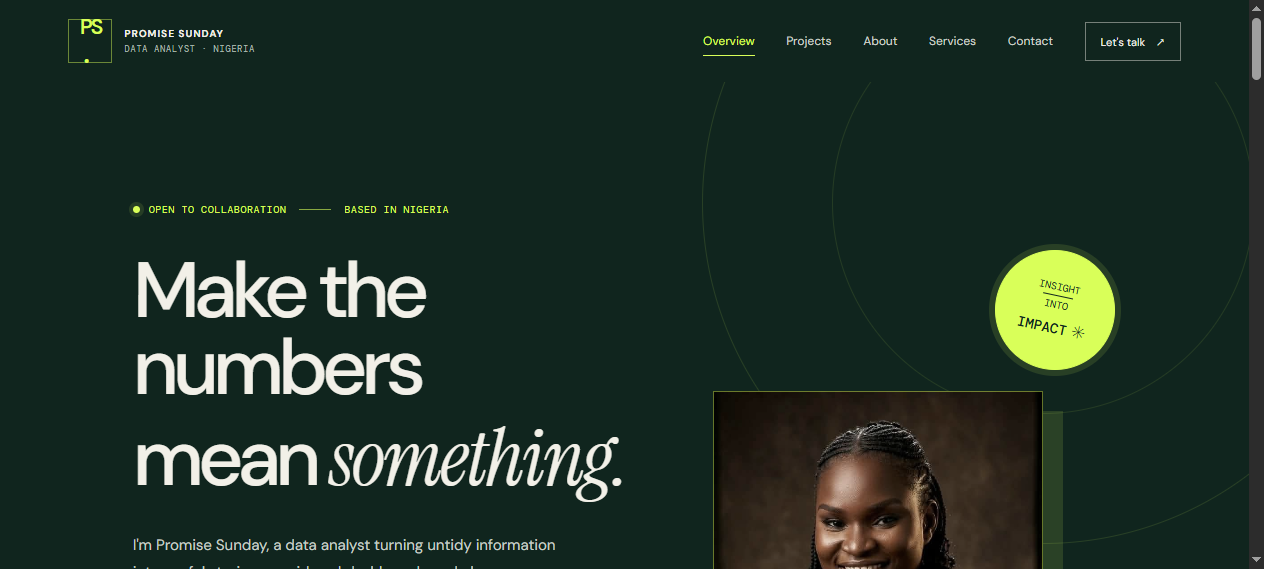 PS
.
PROMISE SUNDAY
DATA ANALYST · NIGERIA
Overview
Projects
About
Services
Contact
Let's talk ↗
OPEN TO COLLABORATION
BASED IN NIGERIA
Make the
numbers
mean something.
INSIGHT
INTO
IMPACT ✳
I'm Promise Sunday, a data analyst turning untidy information